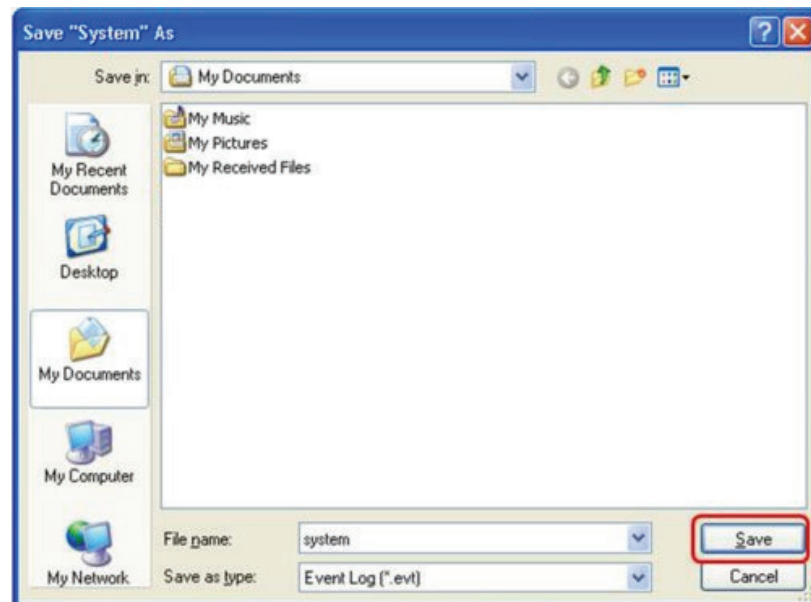 Save "System" As
Save in: My Documents
My Recent
Documents
Desktop
My Documents
My Computer
My Network
My Music
My Pictures
My Received Files
File name: system
Save
Save as type: Event Log (*.evt)
Cancel